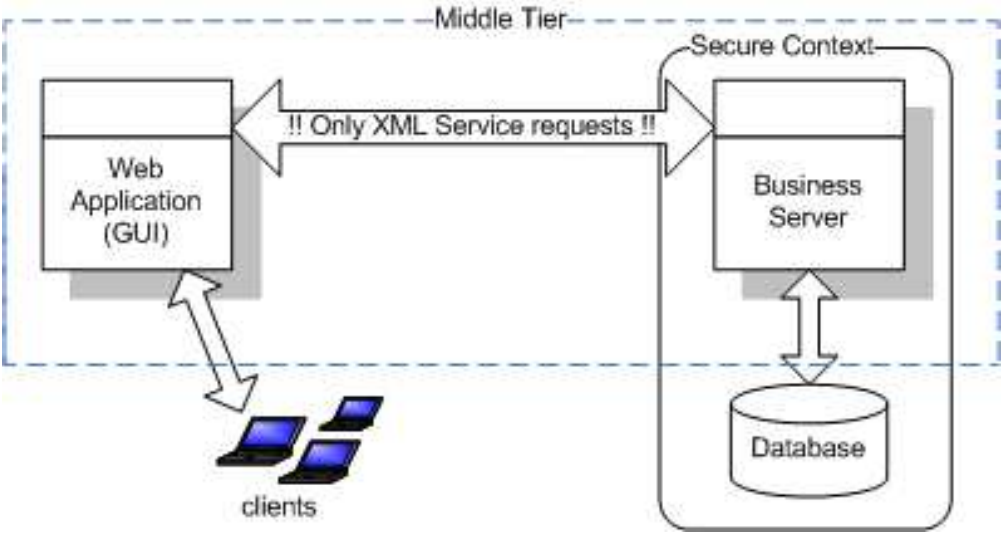 Middle Tier
Secure Context
!! Only XML Service requests !!
Web
Application
(GUI)
Business
Server
Database
clients